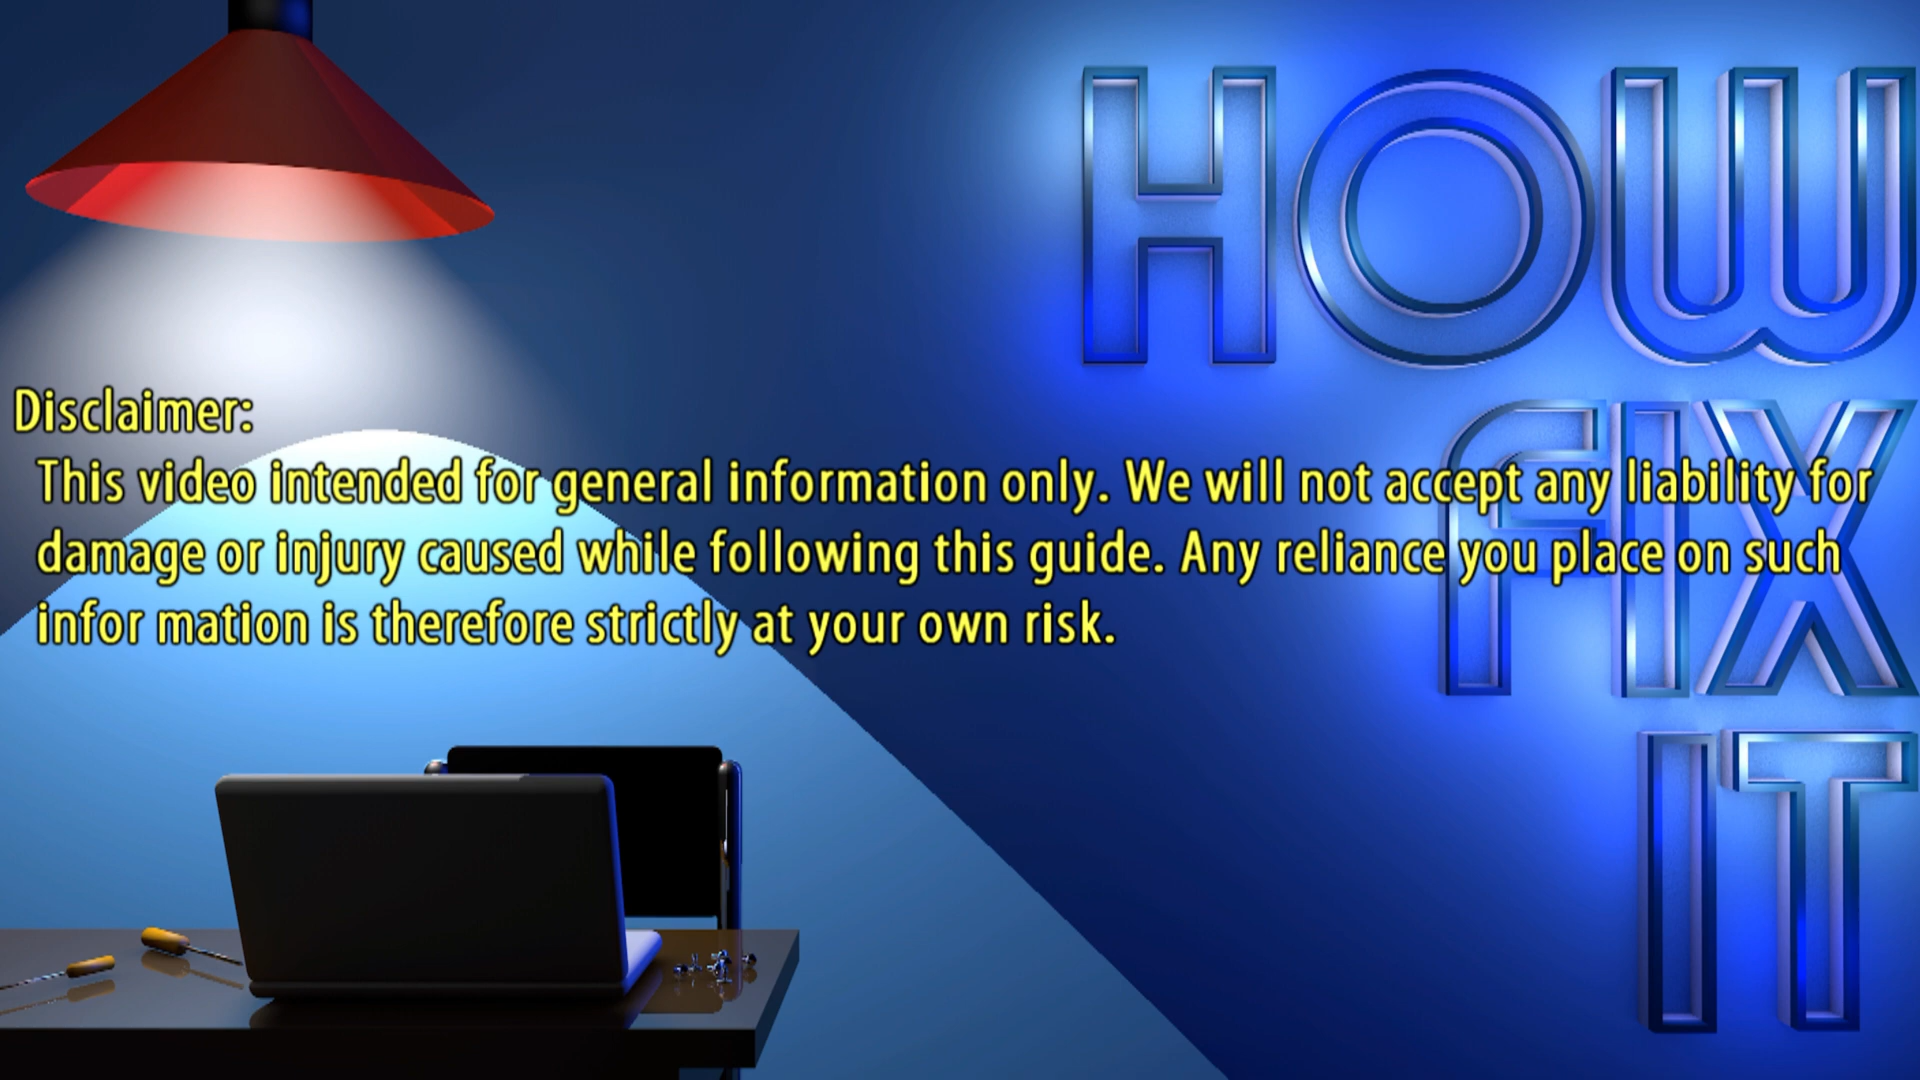 HOW
FIX
IT
Disclaimer:
This video intended for general information only. We will not accept any liability for
damage or injury caused while following this guide. Any reliance you place on such
infor mation is therefore strictly at your own risk.